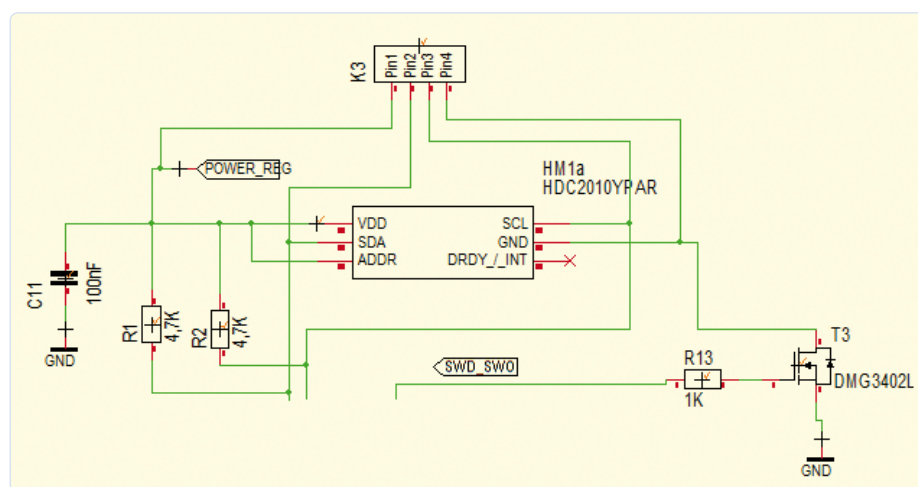 K3
Pin1
Pin2
Pin3
Pin4
POWER_REG
HM1a
HDC2010YPAR
VDD
SCL
SDA
GND
ADDR
DRDY_/_INT
C11
100nF
R1
4,7K
R2
4,7K
GND
SWD_SWO
R13
1K
T3
DMG3402L
GND